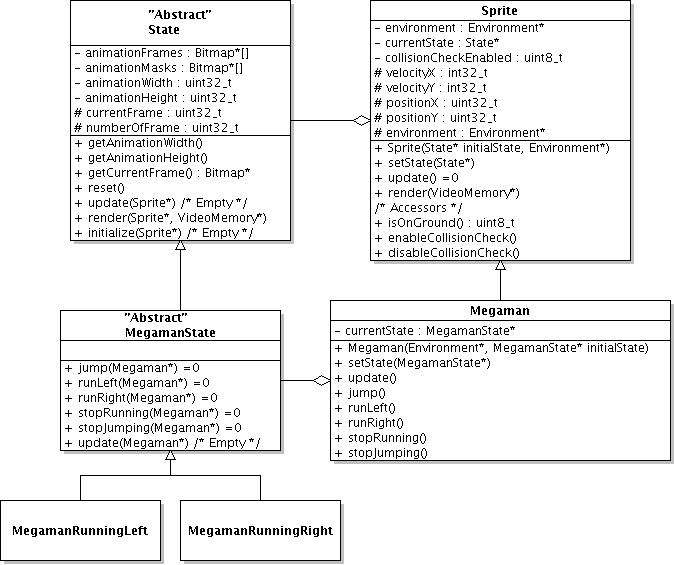 "Abstract"
State
- animationFrames : Bitmap*[]
- animationMasks : Bitmap*[]
- animationWidth : uint32_t
- animationHeight : uint32_t
# currentFrame : uint32_t
# numberOfFrame : uint32_t
+ getAnimationWidth()
+ getAnimationHeight()
+ getCurrentFrame() : Bitmap*
+ reset()
+ update(Sprite*) /* Empty */
+ render(Sprite*, VideoMemory*)
+ initialize(Sprite*) /* Empty */
Sprite
- environment : Environment*
- currentState : State*
- collisionCheckEnabled : uint8_t
# velocityX : int32_t
# velocityY : int32_t
# positionX : uint32_t
# positionY : uint32_t
# environment : Environment*
+ Sprite(State* initialState, Environment*)
+ setState(State*)
+ update() =0
+ render(VideoMemory*)
/* Accessors */
+ isOnGround() : uint8_t
+ enableCollisionCheck()
+ disableCollisionCheck()
"Abstract"
MegamanState
+ jump(Megaman*) =0
+ runLeft(Megaman*) =0
+ runRight(Megaman*) =0
+ stopRunning(Megaman*) =0
+ stopJumping(Megaman*) =0
+ update(Megaman*) /* Empty */
Megaman
- currentState : MegamanState*
+ Megaman(Environment*, MegamanState* initialState)
+ setState(MegamanState*)
+ update()
+ jump()
+ runLeft()
+ runRight()
+ stopRunning()
+ stopJumping()
MegamanRunningLeft
MegamanRunningRight